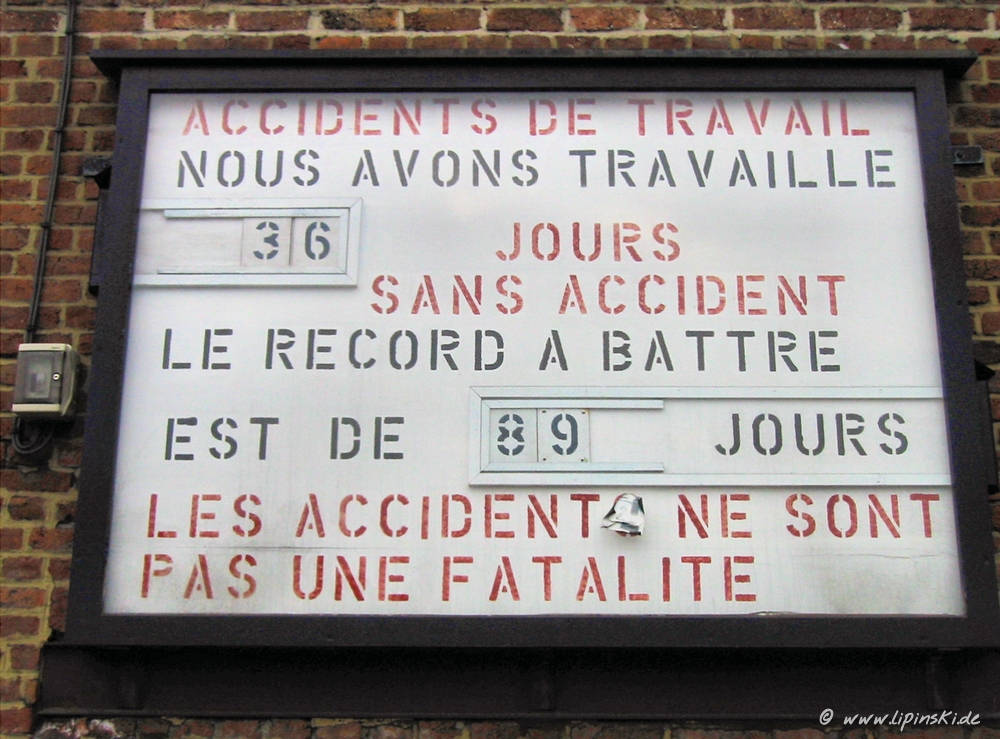 ACCIDENTS DE TRAVAIL
NOUS AVONS TRAVAILLE
36 JOURS
SANS ACCIDENT
LE RECORD A BATTRE
EST DE 89 JOURS
LES ACCIDENT NE SONT
PAS UNE FATALITE
© www.lipinski.de